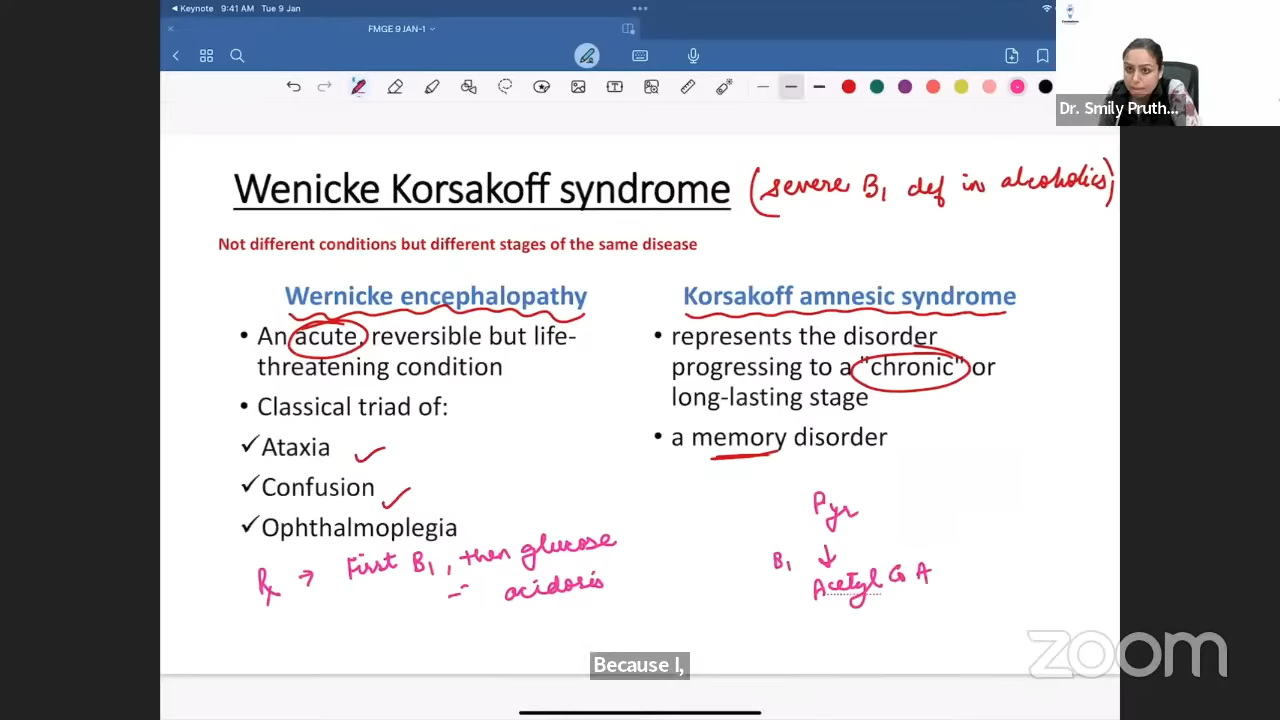 Keynote 9:41 AM Tue 9 Jan
FMGE 9 JAN-1
Dr. Smily Pruth...
Wenicke Korsakoff syndrome (severe B1 def in alcoholics)
Not different conditions but different stages of the same disease
Wernicke encephalopathy
• An acute, reversible but life-
threatening condition
• Classical triad of:
✓Ataxia
✓Confusion
✓Ophthalmoplegia
Rx → First B1, then glucose
acidosis
Korsakoff amnesic syndrome
• represents the disorder
progressing to a "chronic" or
long-lasting stage
• a memory disorder
Pyr
B1 ↓
Acetyl Co A
Because I,
zoom